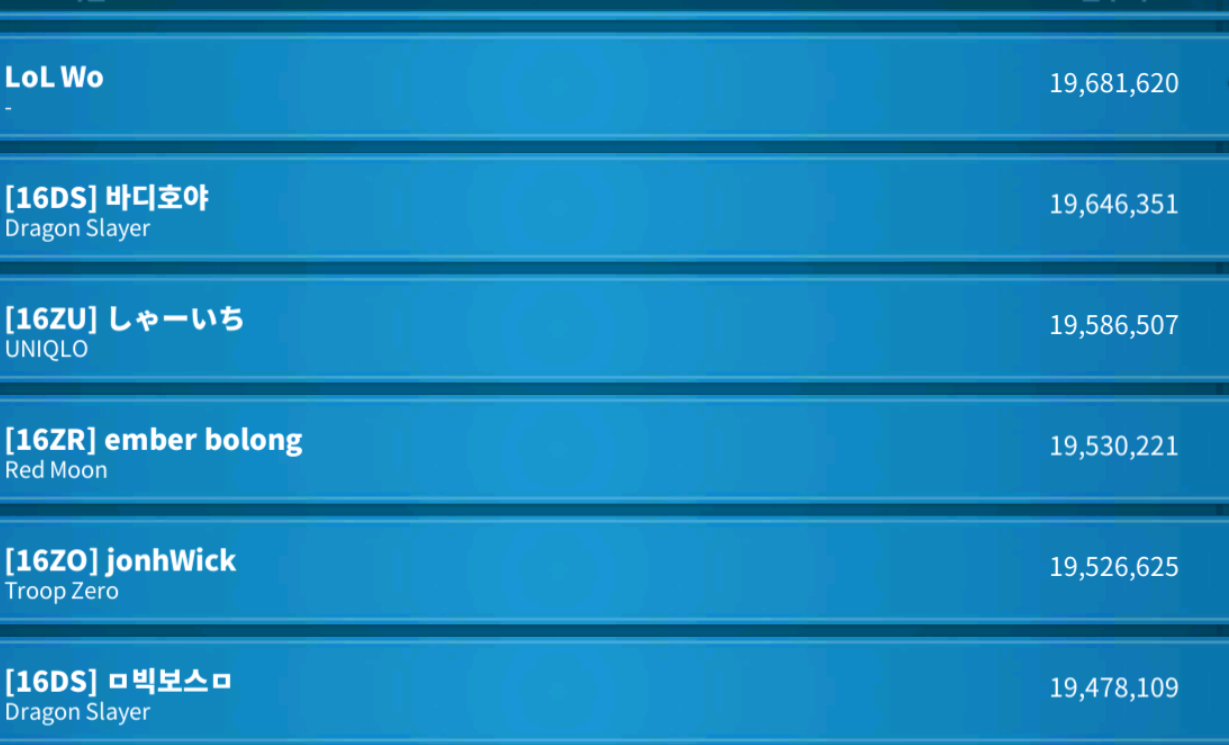 LoL Wo
19,681,620
-
[16DS] 바디호야
19,646,351
Dragon Slayer
[16ZU] しゃーいち
19,586,507
UNIQLO
[16ZR] ember bolong
19,530,221
Red Moon
[16ZO] jonhWick
19,526,625
Troop Zero
[16DS] ㅁ빅보스ㅁ
19,478,109
Dragon Slayer